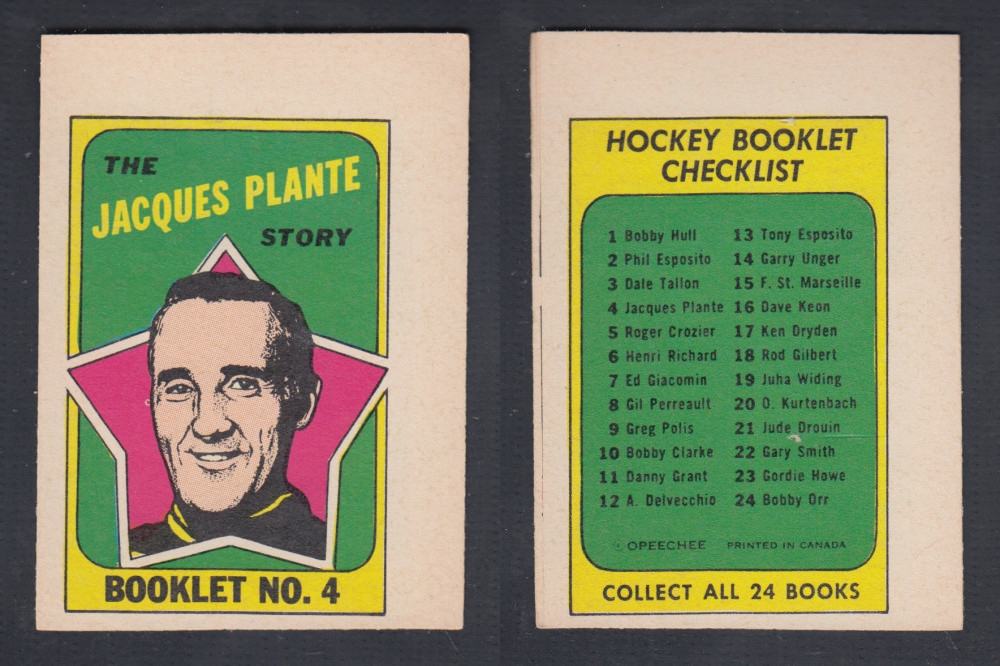 THE
JACQUES PLANTE
STORY
BOOKLET NO. 4
HOCKEY BOOKLET
CHECKLIST
1 Bobby Hull 13 Tony Esposito
2 Phil Esposito 14 Garry Unger
3 Dale Tallon 15 F. St. Marseille
4 Jacques Plante 16 Dave Keon
5 Roger Crozier 17 Ken Dryden
6 Henri Richard 18 Rod Gilbert
7 Ed Giacomin 19 Juha Widing
8 Gil Perreault 20 O. Kurtenbach
9 Greg Polis 21 Jude Drouin
10 Bobby Clarke 22 Gary Smith
11 Danny Grant 23 Gordie Howe
12 A. Delvecchio 24 Bobby Orr
© OPEECHEE PRINTED IN CANADA
COLLECT ALL 24 BOOKS